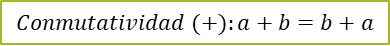 Conmutatividad (+): a + b = b + a